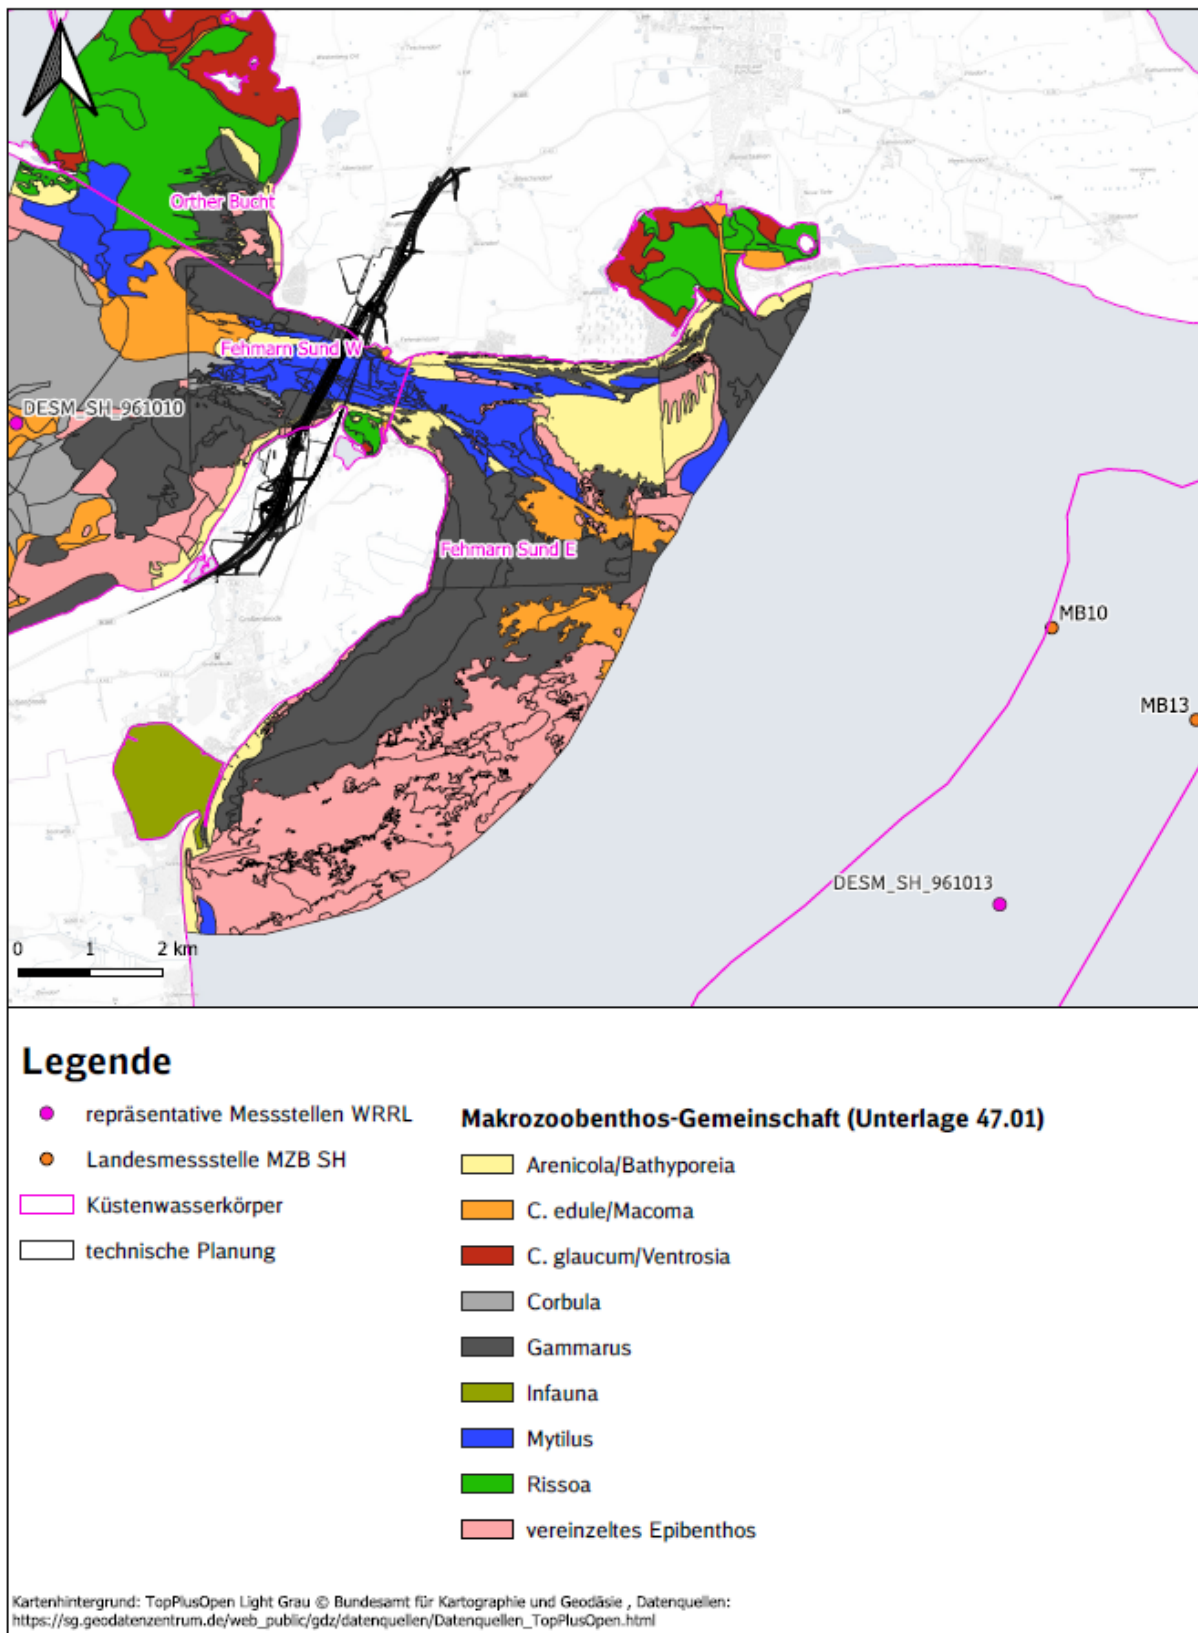 Orther Bucht
Fehmarn Sund W
DESM_SH_961010
Fehmarn Sund E
MB10
MB13
DESM_SH_961013
0 1 2 km
Legende
repräsentative Messstellen WRRL
Landesmessstelle MZB SH
Küstenwasserkörper
technische Planung
Makrozoobenthos-Gemeinschaft (Unterlage 47.01)
Arenicola/Bathyporeia
C. edule/Macoma
C. glaucum/Ventrosia
Corbula
Gammarus
Infauna
Mytilus
Rissoa
vereinzeltes Epibenthos
Kartenhintergrund: TopPlusOpen Light Grau © Bundesamt für Kartographie und Geodäsie , Datenquellen:
https://sg.geodatenzentrum.de/web_public/gdz/datenquellen/Datenquellen_TopPlusOpen.html